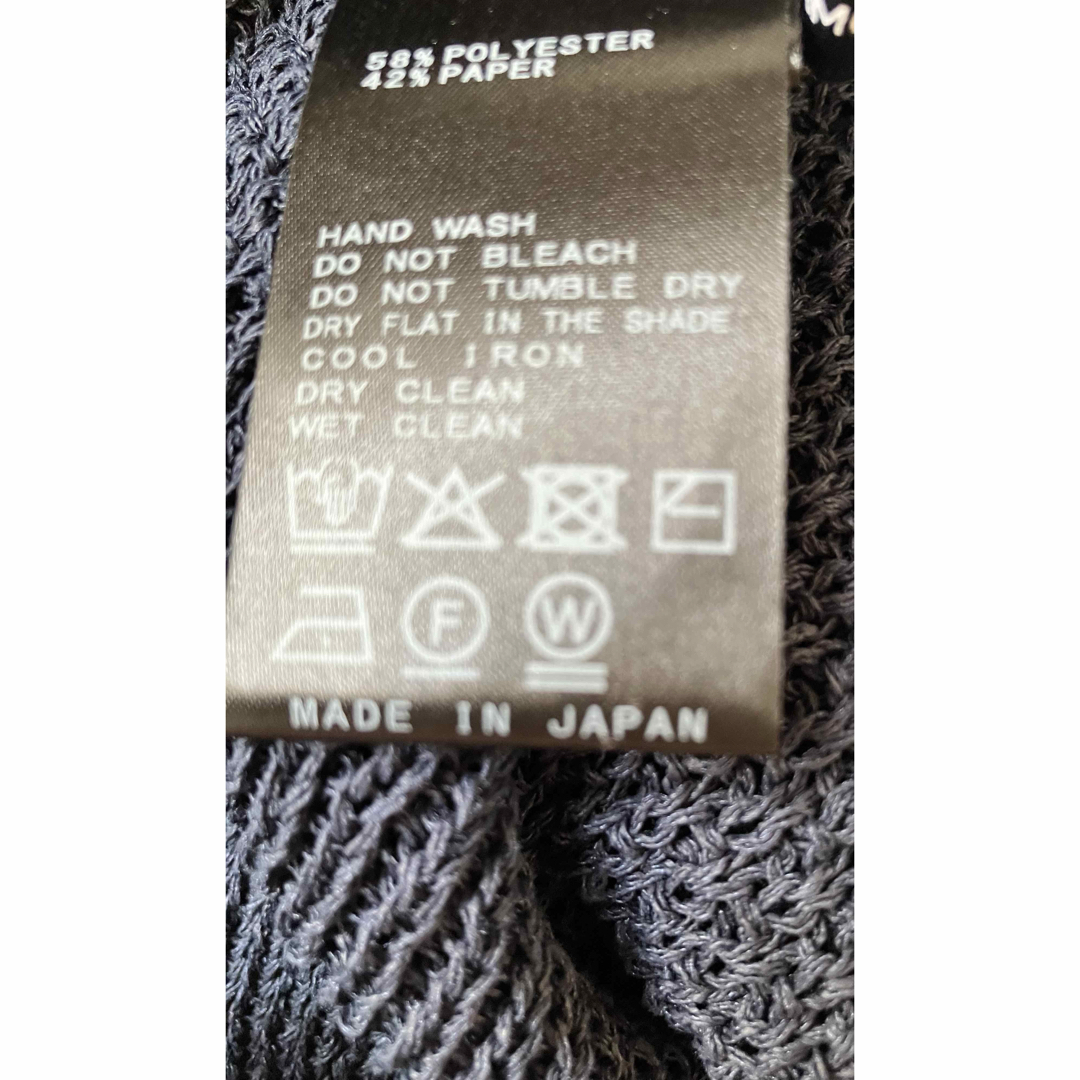 58% POLYESTER
42% PAPER
HAND WASH
DO NOT BLEACH
DO NOT TUMBLE DRY
DRY FLAT IN THE SHADE
COOL IRON
DRY CLEAN
WET CLEAN
F W
MADE IN JAPAN